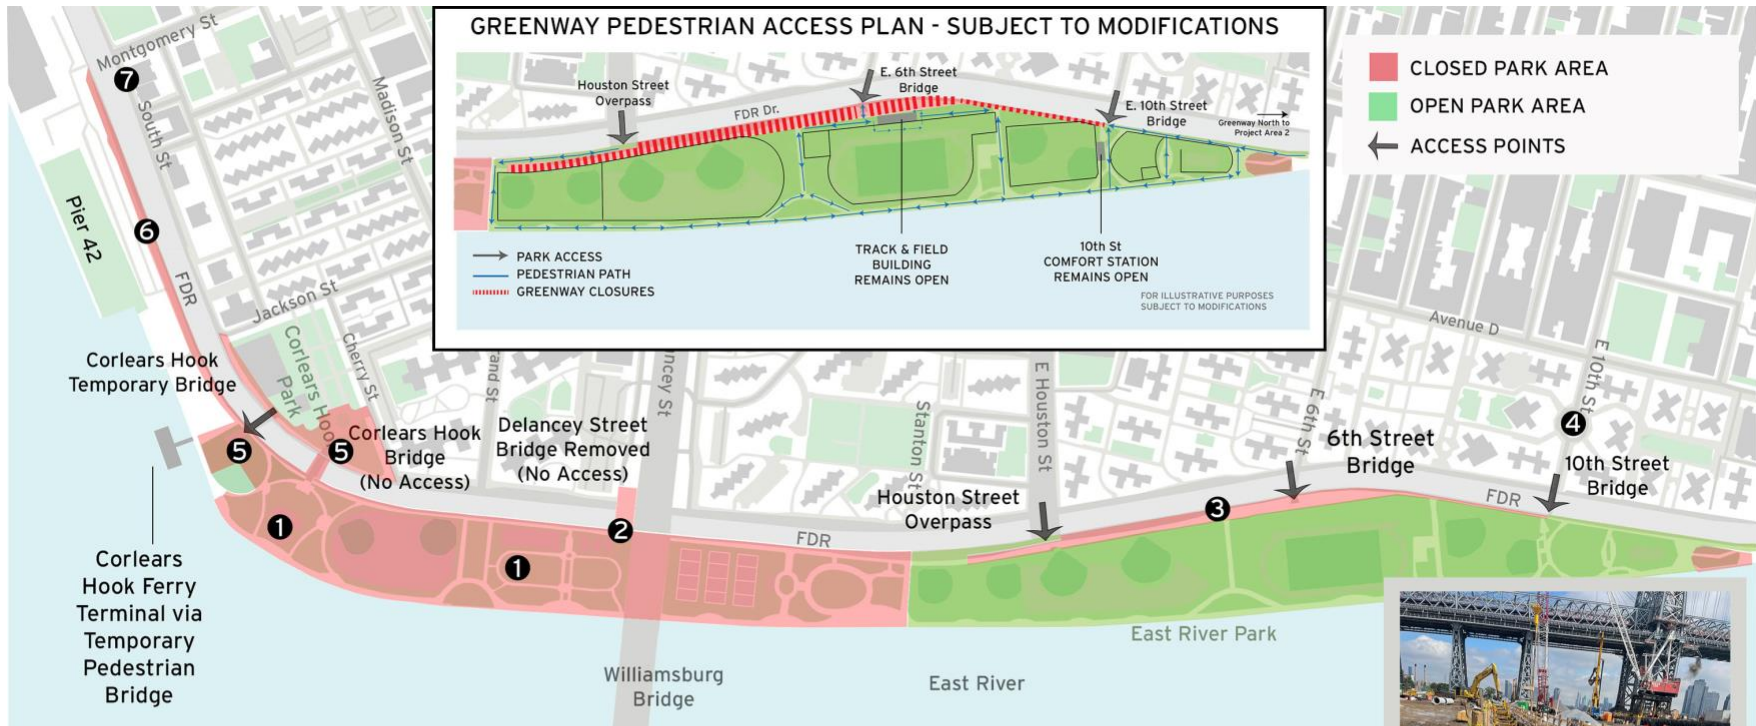 GREENWAY PEDESTRIAN ACCESS PLAN - SUBJECT TO MODIFICATIONS
Houston Street
Overpass
E. 6th Street
Bridge
FDR Dr.
E. 10th Street
Bridge
Greenway North to
Project Area 2
PARK ACCESS
PEDESTRIAN PATH
GREENWAY CLOSURES
TRACK & FIELD
BUILDING
REMAINS OPEN
10th St
COMFORT STATION
REMAINS OPEN
FOR ILLUSTRATIVE PURPOSES
SUBJECT TO MODIFICATIONS
CLOSED PARK AREA
OPEN PARK AREA
ACCESS POINTS
Montgomery St
7
South St
Madison St
Pier 42
6
FDR
Jackson St
Corlears Hook
Park
Cherry St
Corlears Hook
Temporary Bridge
5
5
Corlears Hook
Bridge
(No Access)
rand St
Delancey Street
Bridge Removed
(No Access)
ncey St
1
1
2
FDR
Corlears
Hook Ferry
Terminal via
Temporary
Pedestrian
Bridge
Williamsburg
Bridge
East River
Stanton St
Houston Street
Overpass
E Houston St
3
E 6th St
6th Street
Bridge
Avenue D
E 10th St
4
10th Street
Bridge
FDR
East River Park